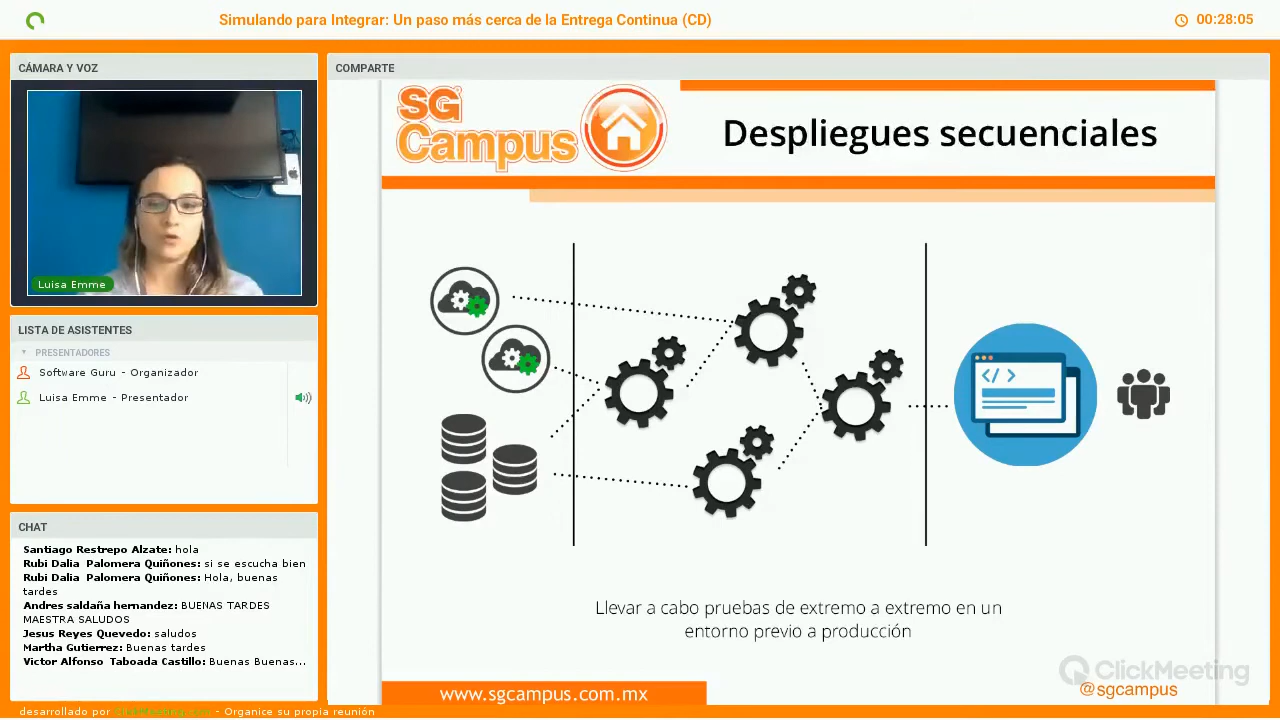 Simulando para Integrar: Un paso más cerca de la Entrega Continua (CD)
00:28:05
CÁMARA Y VOZ
Luisa Emme
LISTA DE ASISTENTES
PRESENTADORES
Software Guru - Organizador
Luisa Emme - Presentador
CHAT
Santiago Restrepo Alzate: hola
Rubi Dalia Palomera Quiñones: si se escucha bien
Rubi Dalia Palomera Quiñones: Hola, buenas
tardes
Andres saldaña hernandez: BUENAS TARDES
MAESTRA SALUDOS
Jesus Reyes Quevedo: saludos
Martha Gutierrez: Buenas tardes
Victor Alfonso Taboada Castillo: Buenas Buenas...
desarrollado por ClickMeeting.com - Organice su propia reunión
COMPARTE
SG
Campus
Despliegues secuenciales
</>
Llevar a cabo pruebas de extremo a extremo en un
entorno previo a producción
ClickMeeting
www.sgcampus.com.mx
@sgcampus